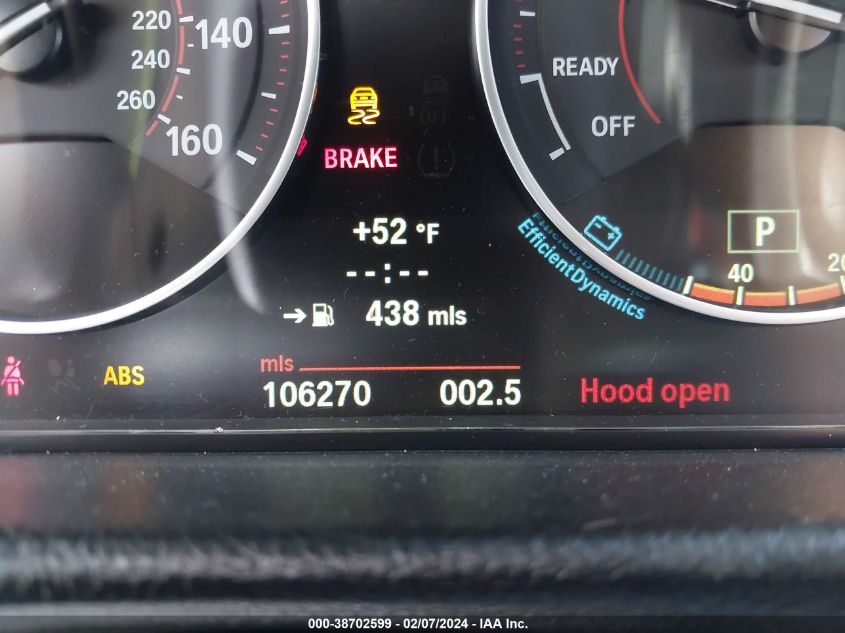 220
140
240
260
160
OFF
BRAKE
READY
OFF
+52 °F
--:--
438 mls
EfficientDynamics
P
40
20
ABS
mls
106270 002.5
Hood open
000-38702599 - 02/07/2024 - IAA Inc.